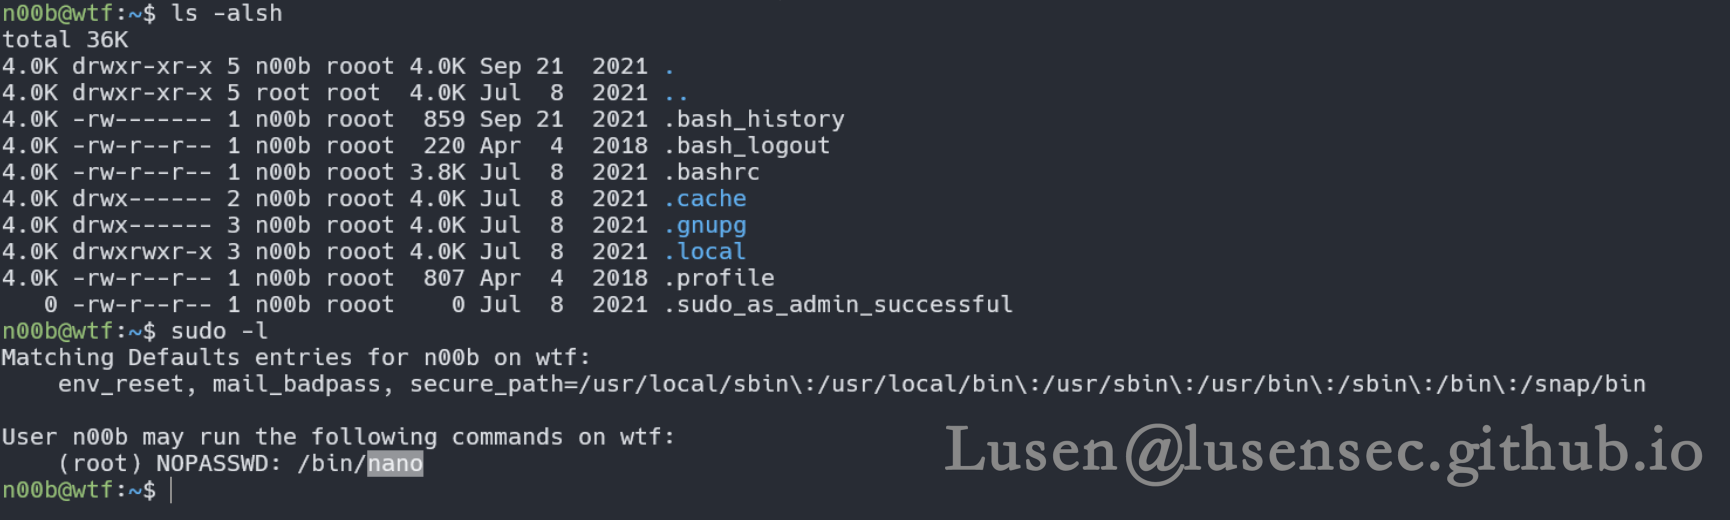 n00b@wtf:~$ ls -alsh
total 36K
4.0K drwxr-xr-x 5 n00b rooot 4.0K Sep 21  2021 .
4.0K drwxr-xr-x 5 root root  4.0K Jul  8  2021 ..
4.0K -rw------- 1 n00b rooot  859 Sep 21  2021 .bash_history
4.0K -rw-r--r-- 1 n00b rooot  220 Apr  4  2018 .bash_logout
4.0K -rw-r--r-- 1 n00b rooot 3.8K Jul  8  2021 .bashrc
4.0K drwx------ 2 n00b rooot 4.0K Jul  8  2021 .cache
4.0K drwx------ 3 n00b rooot 4.0K Jul  8  2021 .gnupg
4.0K drwxrwxr-x 3 n00b rooot 4.0K Jul  8  2021 .local
4.0K -rw-r--r-- 1 n00b rooot  807 Apr  4  2018 .profile
   0 -rw-r--r-- 1 n00b rooot    0 Jul  8  2021 .sudo_as_admin_successful
n00b@wtf:~$ sudo -l
Matching Defaults entries for n00b on wtf:
    env_reset, mail_badpass, secure_path=/usr/local/sbin\:/usr/local/bin\:/usr/sbin\:/usr/bin\:/sbin\:/bin\:/snap/bin
User n00b may run the following commands on wtf:
    (root) NOPASSWD: /bin/nano
n00b@wtf:~$
Lusen@lusensec.github.io